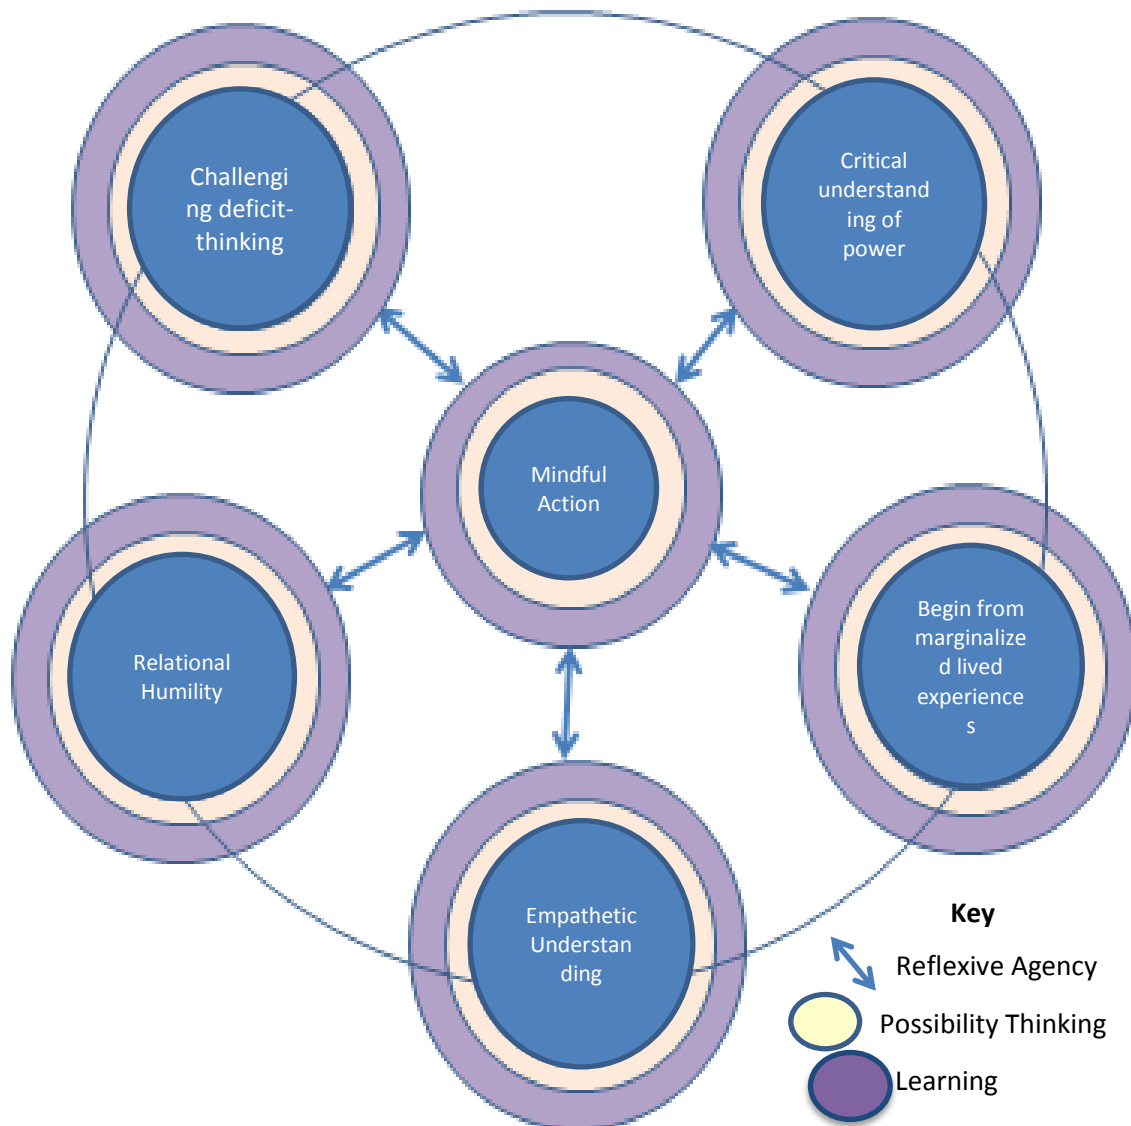 Challengi
ng deficit-
thinking
Critical
understand
ing of
power
Mindful
Action
Relational
Humility
Begin from
marginalize
d lived
experience
s
Empathetic
Understan
ding
Key
Reflexive Agency
Possibility Thinking
Learning